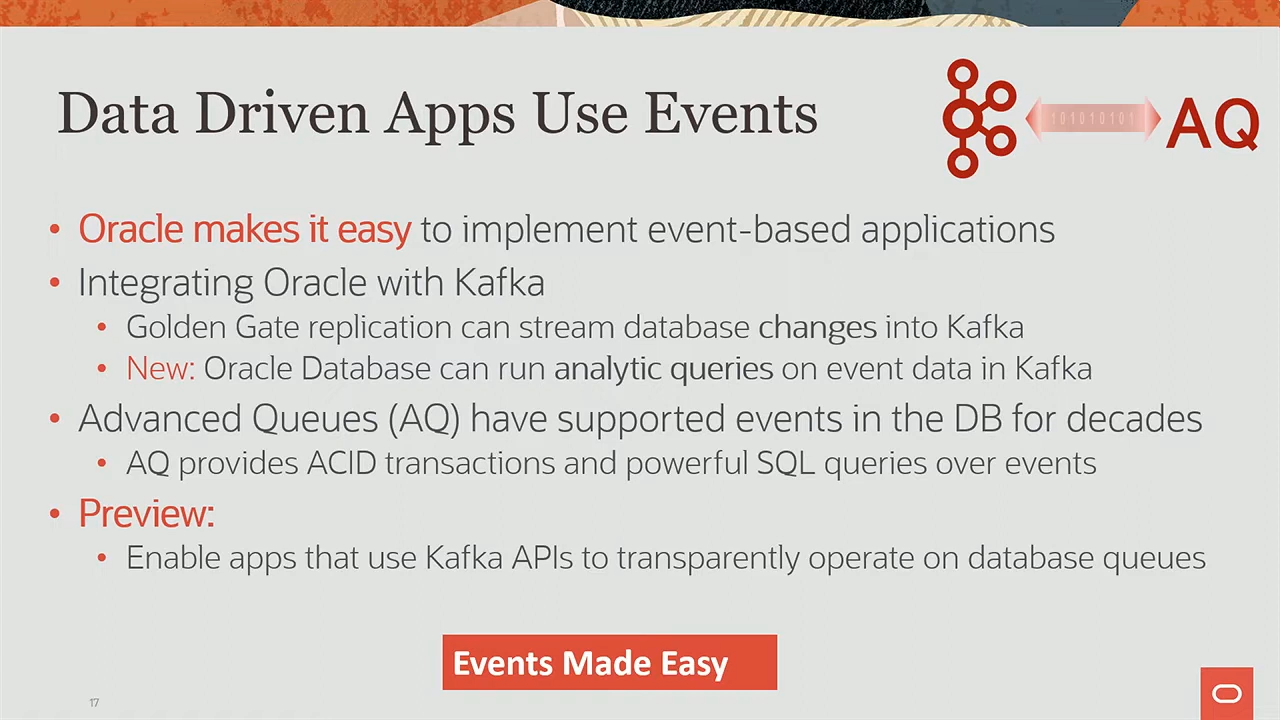 Data Driven Apps Use Events
101010101
AQ
• Oracle makes it easy to implement event-based applications
• Integrating Oracle with Kafka
• Golden Gate replication can stream database changes into Kafka
• New: Oracle Database can run analytic queries on event data in Kafka
• Advanced Queues (AQ) have supported events in the DB for decades
• AQ provides ACID transactions and powerful SQL queries over events
• Preview:
• Enable apps that use Kafka APIs to transparently operate on database queues
Events Made Easy
17